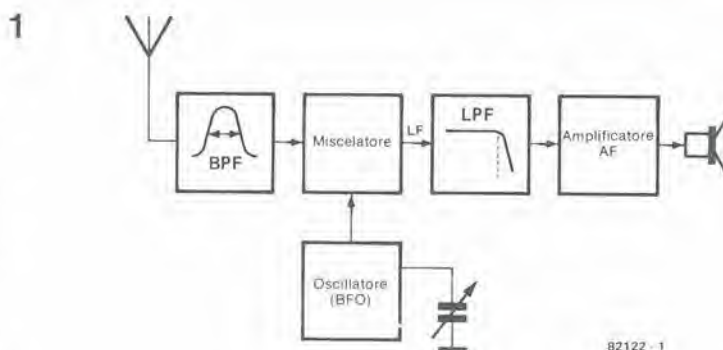 1
BPF
Miscelatore
LF
LPF
Amplificatore
AF
Oscillatore
(BFO)
82122 - 1